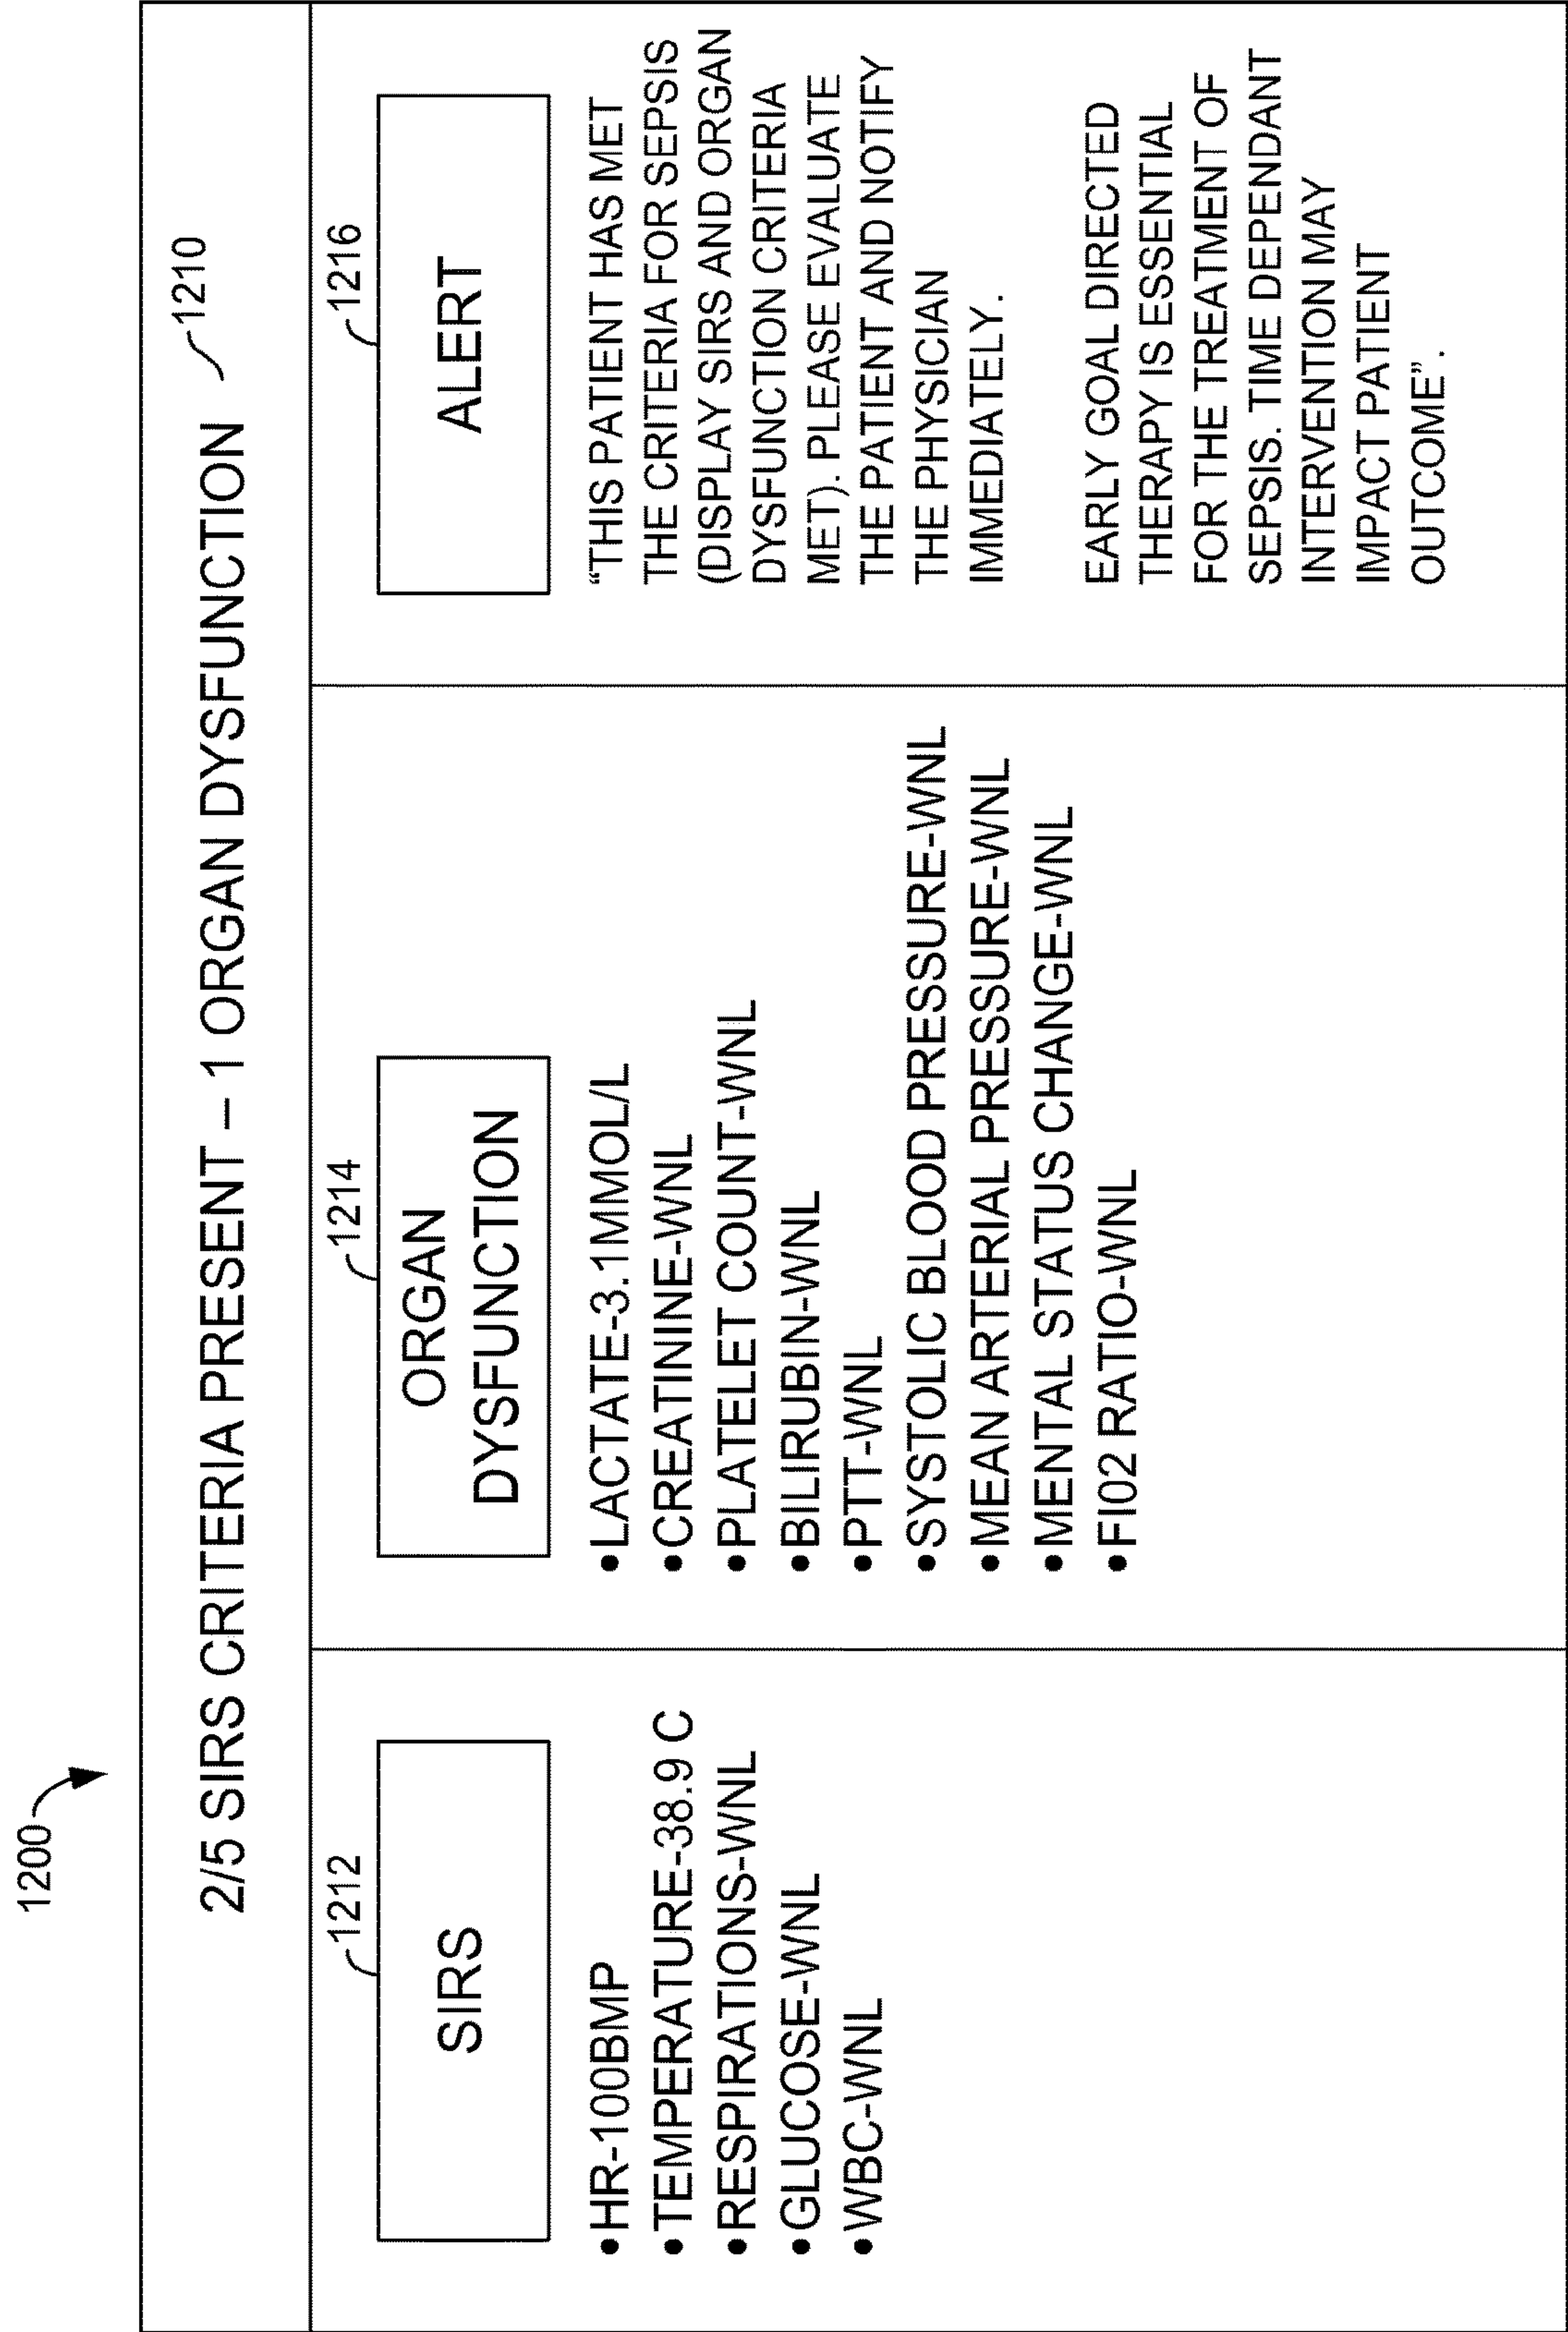 1200
2/5 SIRS CRITERIA PRESENT – 1 ORGAN DYSFUNCTION
1210
1212
SIRS
•HR-100BMP
•TEMPERATURE-38.9 C
•RESPIRATIONS-WNL
•GLUCOSE-WNL
•WBC-WNL
1214
ORGAN
DYSFUNCTION
•LACTATE-3.1MMOL/L
•CREATININE-WNL
•PLATELET COUNT-WNL
•BILIRUBIN-WNL
•PTT-WNL
•SYSTOLIC BLOOD PRESSURE-WNL
•MEAN ARTERIAL PRESSURE-WNL
•MENTAL STATUS CHANGE-WNL
•FI02 RATIO-WNL
1216
ALERT
“THIS PATIENT HAS MET
THE CRITERIA FOR SEPSIS
(DISPLAY SIRS AND ORGAN
DYSFUNCTION CRITERIA
MET). PLEASE EVALUATE
THE PATIENT AND NOTIFY
THE PHYSICIAN
IMMEDIATELY.
EARLY GOAL DIRECTED
THERAPY IS ESSENTIAL
FOR THE TREATMENT OF
SEPSIS. TIME DEPENDANT
INTERVENTION MAY
IMPACT PATIENT
OUTCOME”.